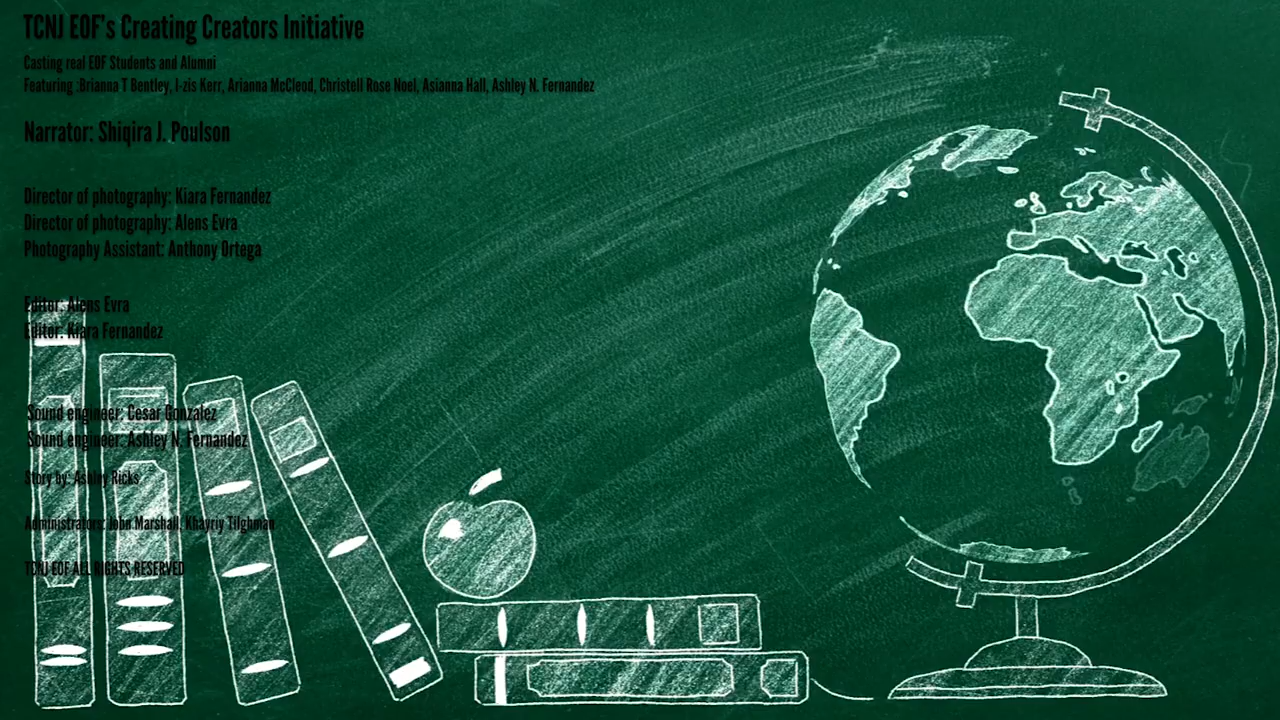 TCNJ EOF's Creating Creators Initiative
Casting real EOF Students and Alumni
Featuring :Brianna T Bentley, I-zis Kerr, Arianna McCleod, Christell Rose Noel, Asianna Hall, Ashley N. Fernandez
Narrator: Shiqira J. Poulson
Director of photography: Kiara Fernandez
Director of photography: Alens Evra
Photography Assistant: Anthony Ortega
Editor: Alens Evra
Editor: Kiara Fernandez
Sound engineer: Cesar Gonzalez
Sound engineer: Ashley N. Fernandez
Story by: Ashley Ricks
Administrators: John Marshall, Khayriy Tilghman
TCNJ EOF ALL RIGHTS RESERVED